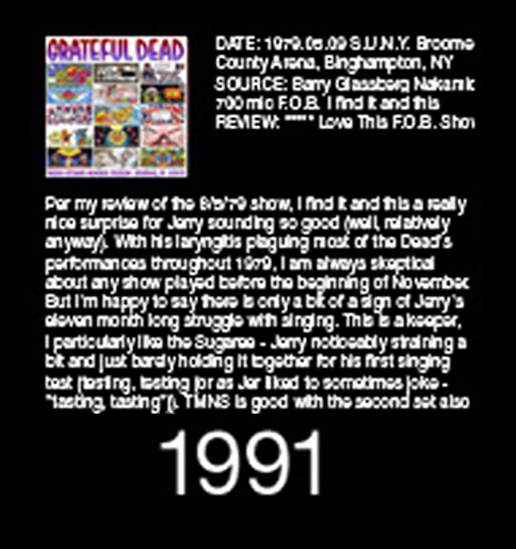 GRATEFUL DEAD
DATE: 1979.05.09 S.U.N.Y. Broome
County Arena, Binghampton, NY
SOURCE: Barry Glassberg Nakamic
700 mic F.O.B. I find it and this
REVIEW: ***** Love This F.O.B. Show
Per my review of the 8/5/79 show, I find it and this a really
nice surprise for Jerry sounding so good (well, relatively
anyway). With his laryngitis plaguing most of the Dead's
performances throughout 1979, I am always skeptical
about any show played before the beginning of November.
But I'm happy to say there is only a bit of a sign of Jerry's
eleven month long struggle with singing. This is a keeper,
I particularly like the Sugaree - Jerry noticeably straining a
bit and just barely holding it together for his first singing
test (testing, testing jor as Jer liked to sometimes joke -
"tasting, tasting"(). TMNS is good with the second set also
1991